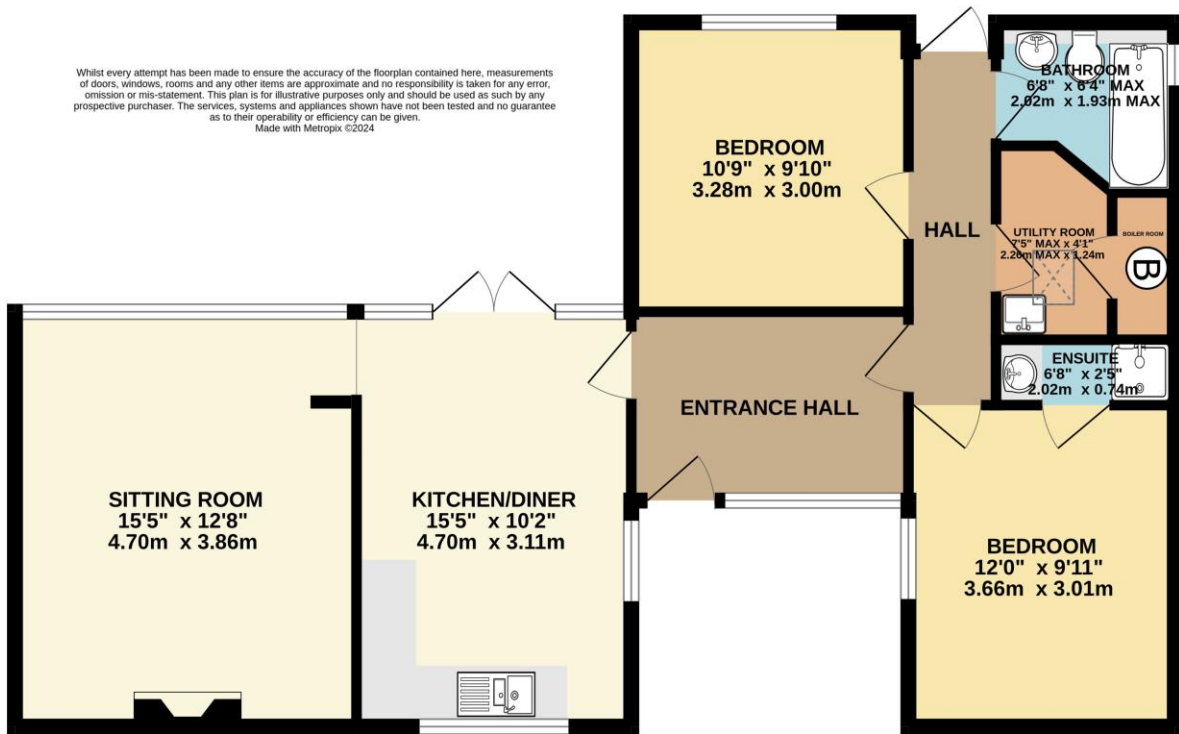 Whilst every attempt has been made to ensure the accuracy of the floorplan contained here, measurements
of doors, windows, rooms and any other items are approximate and no responsibility is taken for any error,
omission or mis-statement. This plan is for illustrative purposes only and should be used as such by any
prospective purchaser. The services, systems and appliances shown have not been tested and no guarantee
as to their operability or efficiency can be given.
Made with Metropix ©2024
BATHROOM
6'8" x 6'4" MAX
2.02m x 1.93m MAX
BEDROOM
10'9" x 9'10"
3.28m x 3.00m
HALL
UTILITY ROOM
7'5" MAX x 4'1"
2.26m MAX x 1.24m
BOILER ROOM
B
ENSUITE
6'8" x 2'5"
2.02m x 0.74m
ENTRANCE HALL
SITTING ROOM
15'5" x 12'8"
4.70m x 3.86m
KITCHEN/DINER
15'5" x 10'2"
4.70m x 3.11m
BEDROOM
12'0" x 9'11"
3.66m x 3.01m